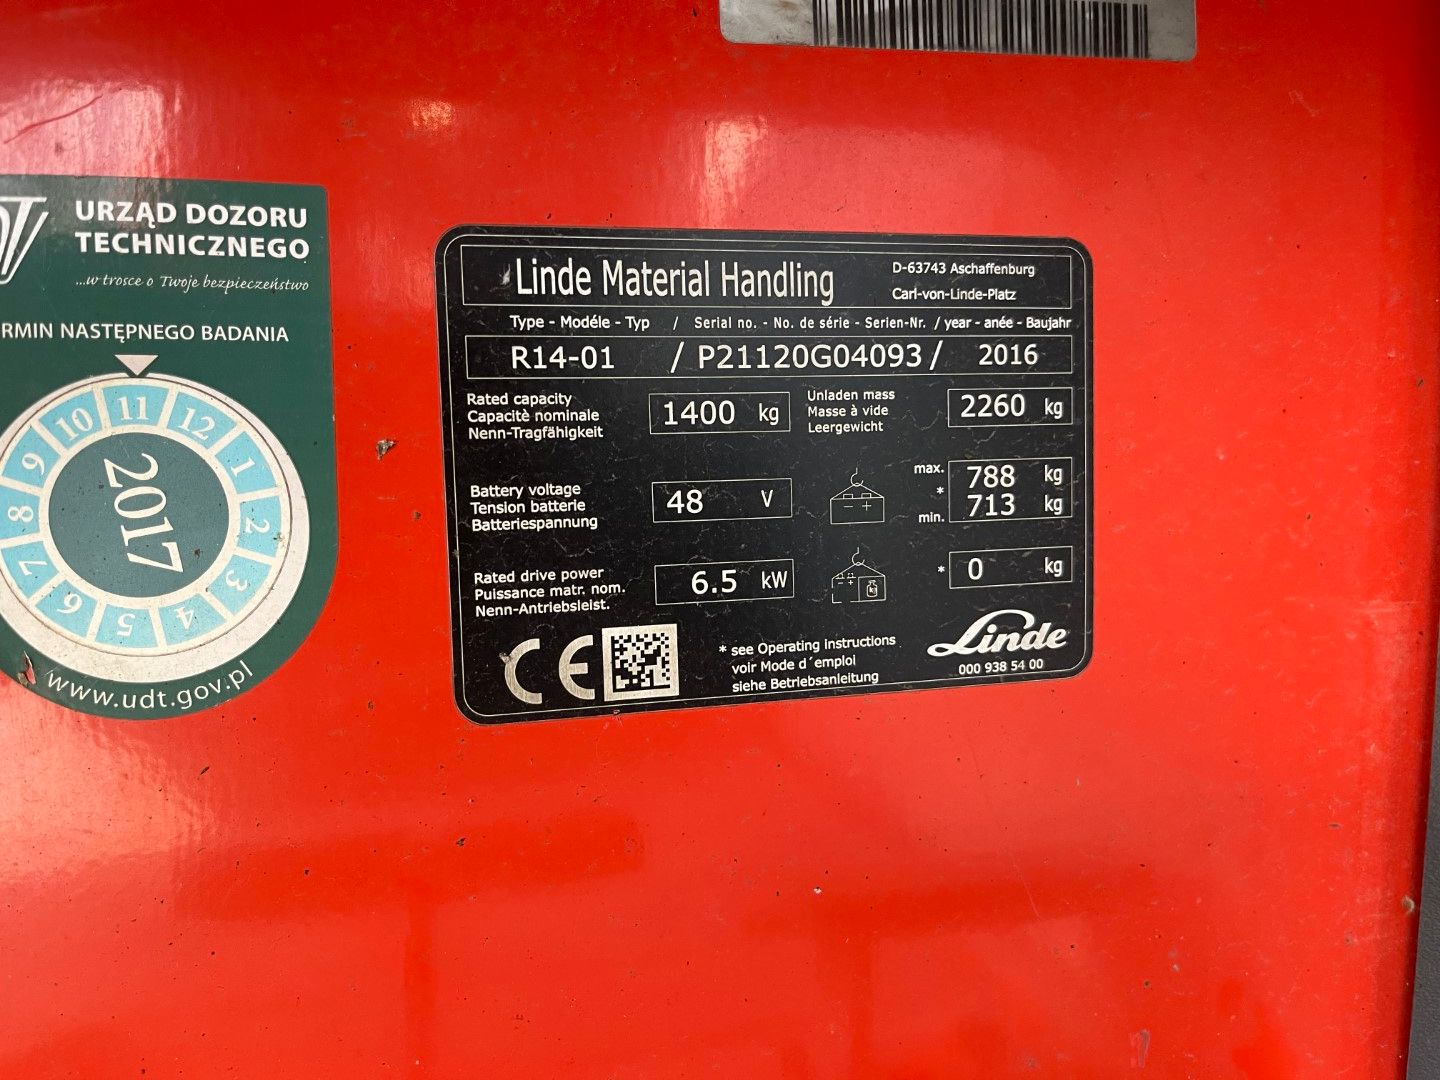 URZĄD DOZORU
TECHNICZNEGO
...w trosce o Twoje bezpieczeństwo
RMIN NASTĘPNEGO BADANIA
10 11 12 1 2 3 4 5 6 7 8 9
2017
www.udt.gov.pl
Linde Material Handling
D-63743 Aschaffenburg
Carl-von-Linde-Platz
Type - Modéle - Typ / Serial no. - No. de série - Serien-Nr. / year - anée - Baujahr
R14-01 / P21120G04093 / 2016
Rated capacity
Capacitè nominale
Nenn-Tragfähigkeit
1400 kg
Unladen mass
Masse à vide
Leergewicht
2260 kg
Battery voltage
Tension batterie
Batteriespannung
48 V
- +
max. 788 kg
*
min. 713 kg
Rated drive power
Puissance matr. nom.
Nenn-Antriebsleist.
6.5 kW
- + kg
* 0 kg
CE
* see Operating instructions
voir Mode d´emplol
siehe Betriebsanleitung
Linde
000 938 54 00